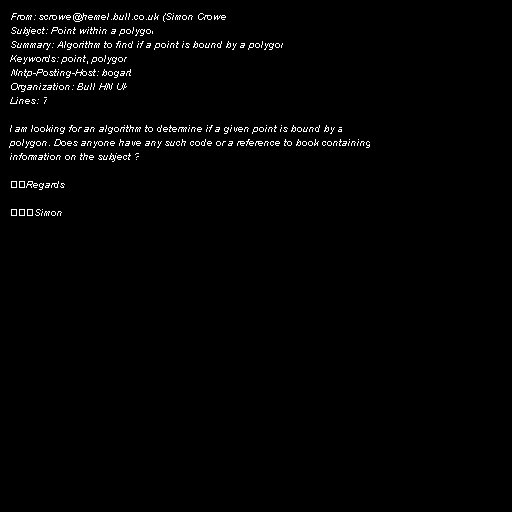 From: scrowe@hemel.bull.co.uk (Simon Crowe
Subject: Point within a polygon
Summary: Algorithm to find if a point is bound by a polygon
Keywords: point, polygon
Nntp-Posting-Host: bogart
Organization: Bull HN UK
Lines: 7

I am looking for an algorithm to determine if a given point is bound by a
polygon. Does anyone have any such code or a reference to book containing
information on the subject ?

□□Regards

□□□Simon